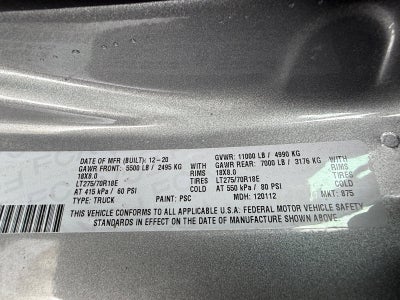 DATE OF MFR (BUILT): 12-20 GVWR: 11000 LB / 4990 KG
GAWR FRONT: 5500 LB / 2495 KG WITH GAWR REAR: 7000 LB / 3176 KG WITH
18X8.0 RIMS 18X8.0 RIMS
LT275/70R18E TIRES LT275/70R18E TIRES
AT 415 kPa / 60 PSI COLD AT 550 kPa / 80 PSI COLD
TYPE: TRUCK PAINT: PSC MDH: 120112 MKT: 875
THIS VEHICLE CONFORMS TO ALL APPLICABLE U.S.A. FEDERAL MOTOR VEHICLE SAFETY
STANDARDS IN EFFECT ON THE DATE OF MANUFACTURE SHOWN ABOVE.